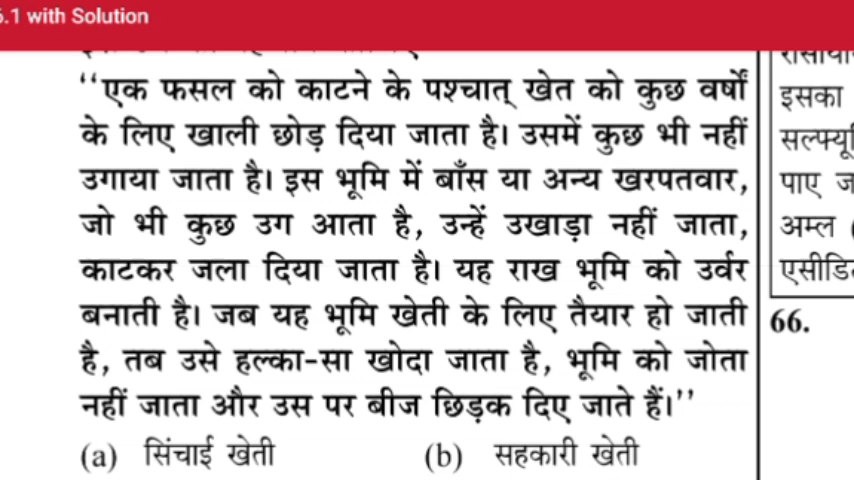 6.1 with Solution
''एक फसल को काटने के पश्चात् खेत को कुछ वर्षों
के लिए खाली छोड़ दिया जाता है। उसमें कुछ भी नहीं
उगाया जाता है। इस भूमि में बाँस या अन्य खरपतवार,
जो भी कुछ उग आता है, उन्हें उखाड़ा नहीं जाता,
काटकर जला दिया जाता है। यह राख भूमि को उर्वर
बनाती है। जब यह भूमि खेती के लिए तैयार हो जाती
है, तब उसे हल्का-सा खोदा जाता है, भूमि को जोता
नहीं जाता और उस पर बीज छिड़क दिए जाते हैं।''
(a) सिंचाई खेती (b) सहकारी खेती
इसका
पाए
अम्ल
66.